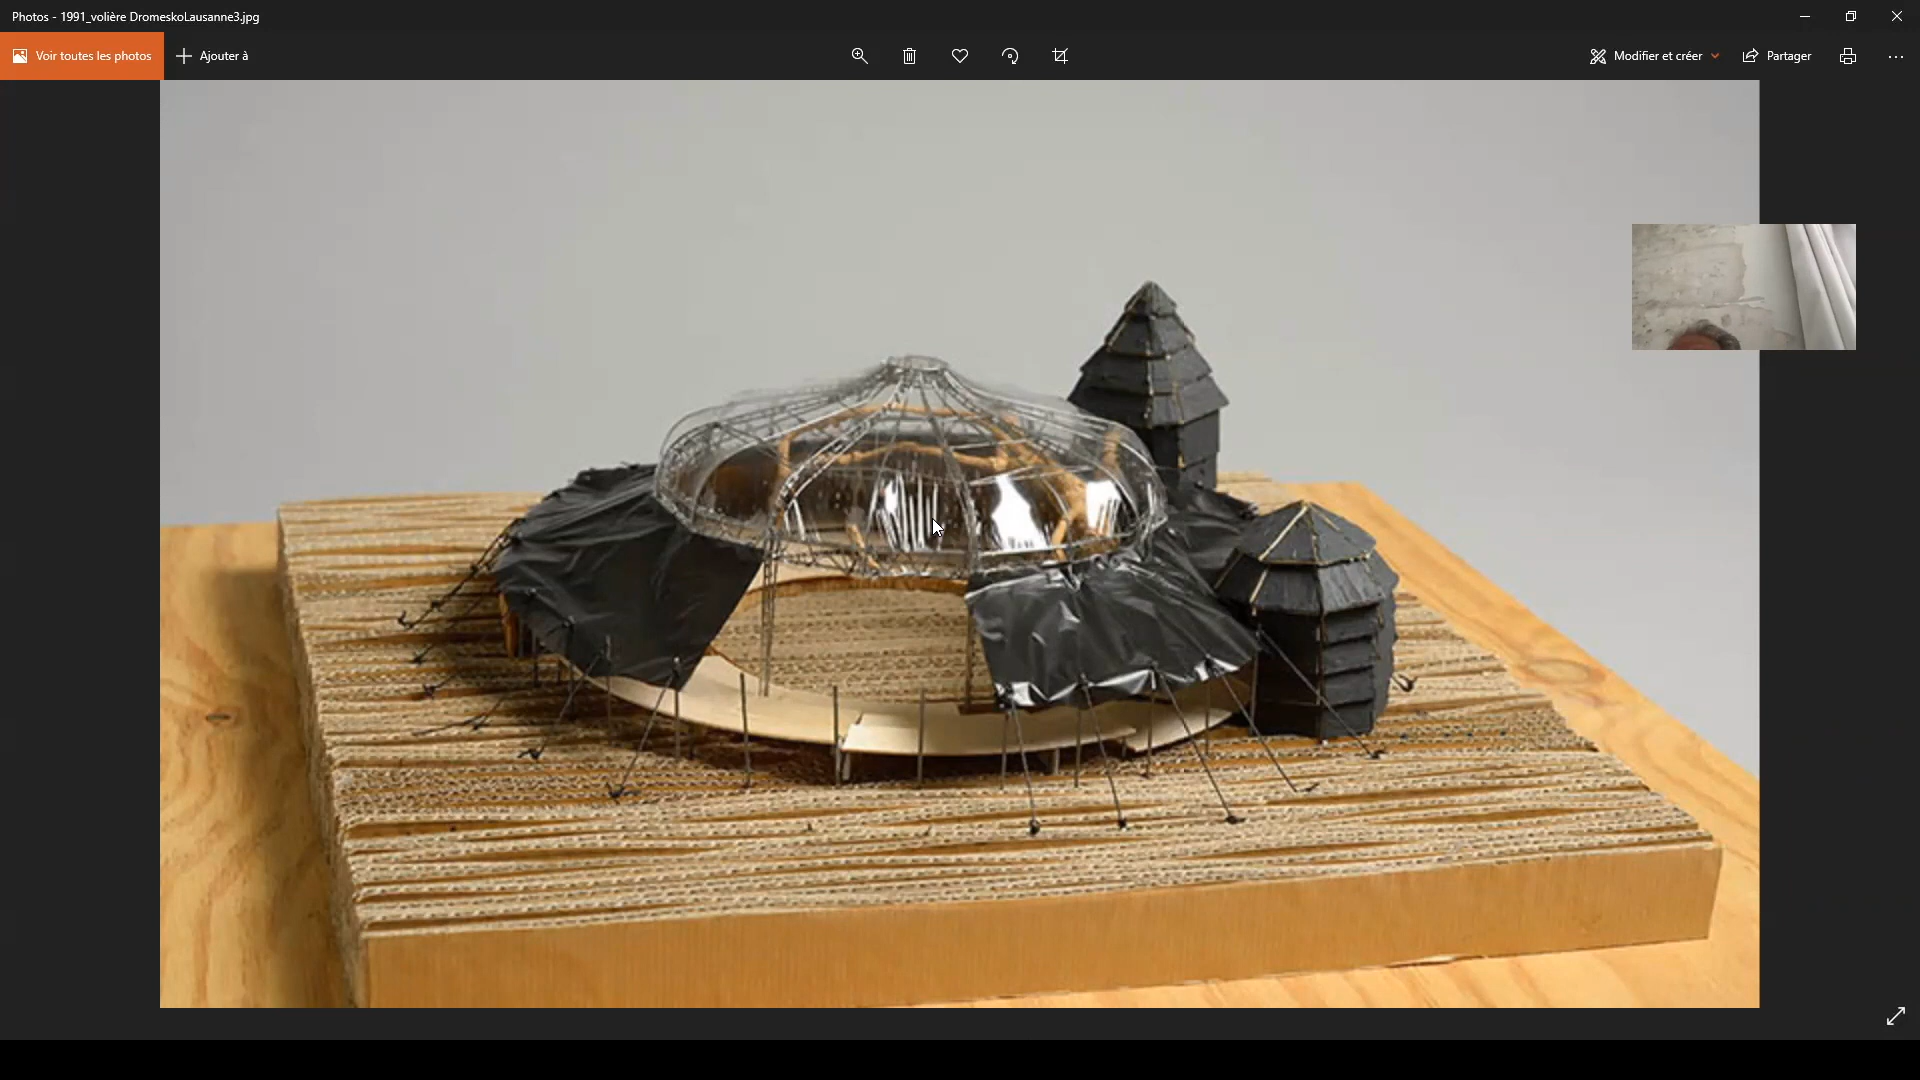 Photos - 1991_volière DromeskoLausanne3.jpg
Voir toutes les photos
Ajouter à
Modifier et créer
Partager